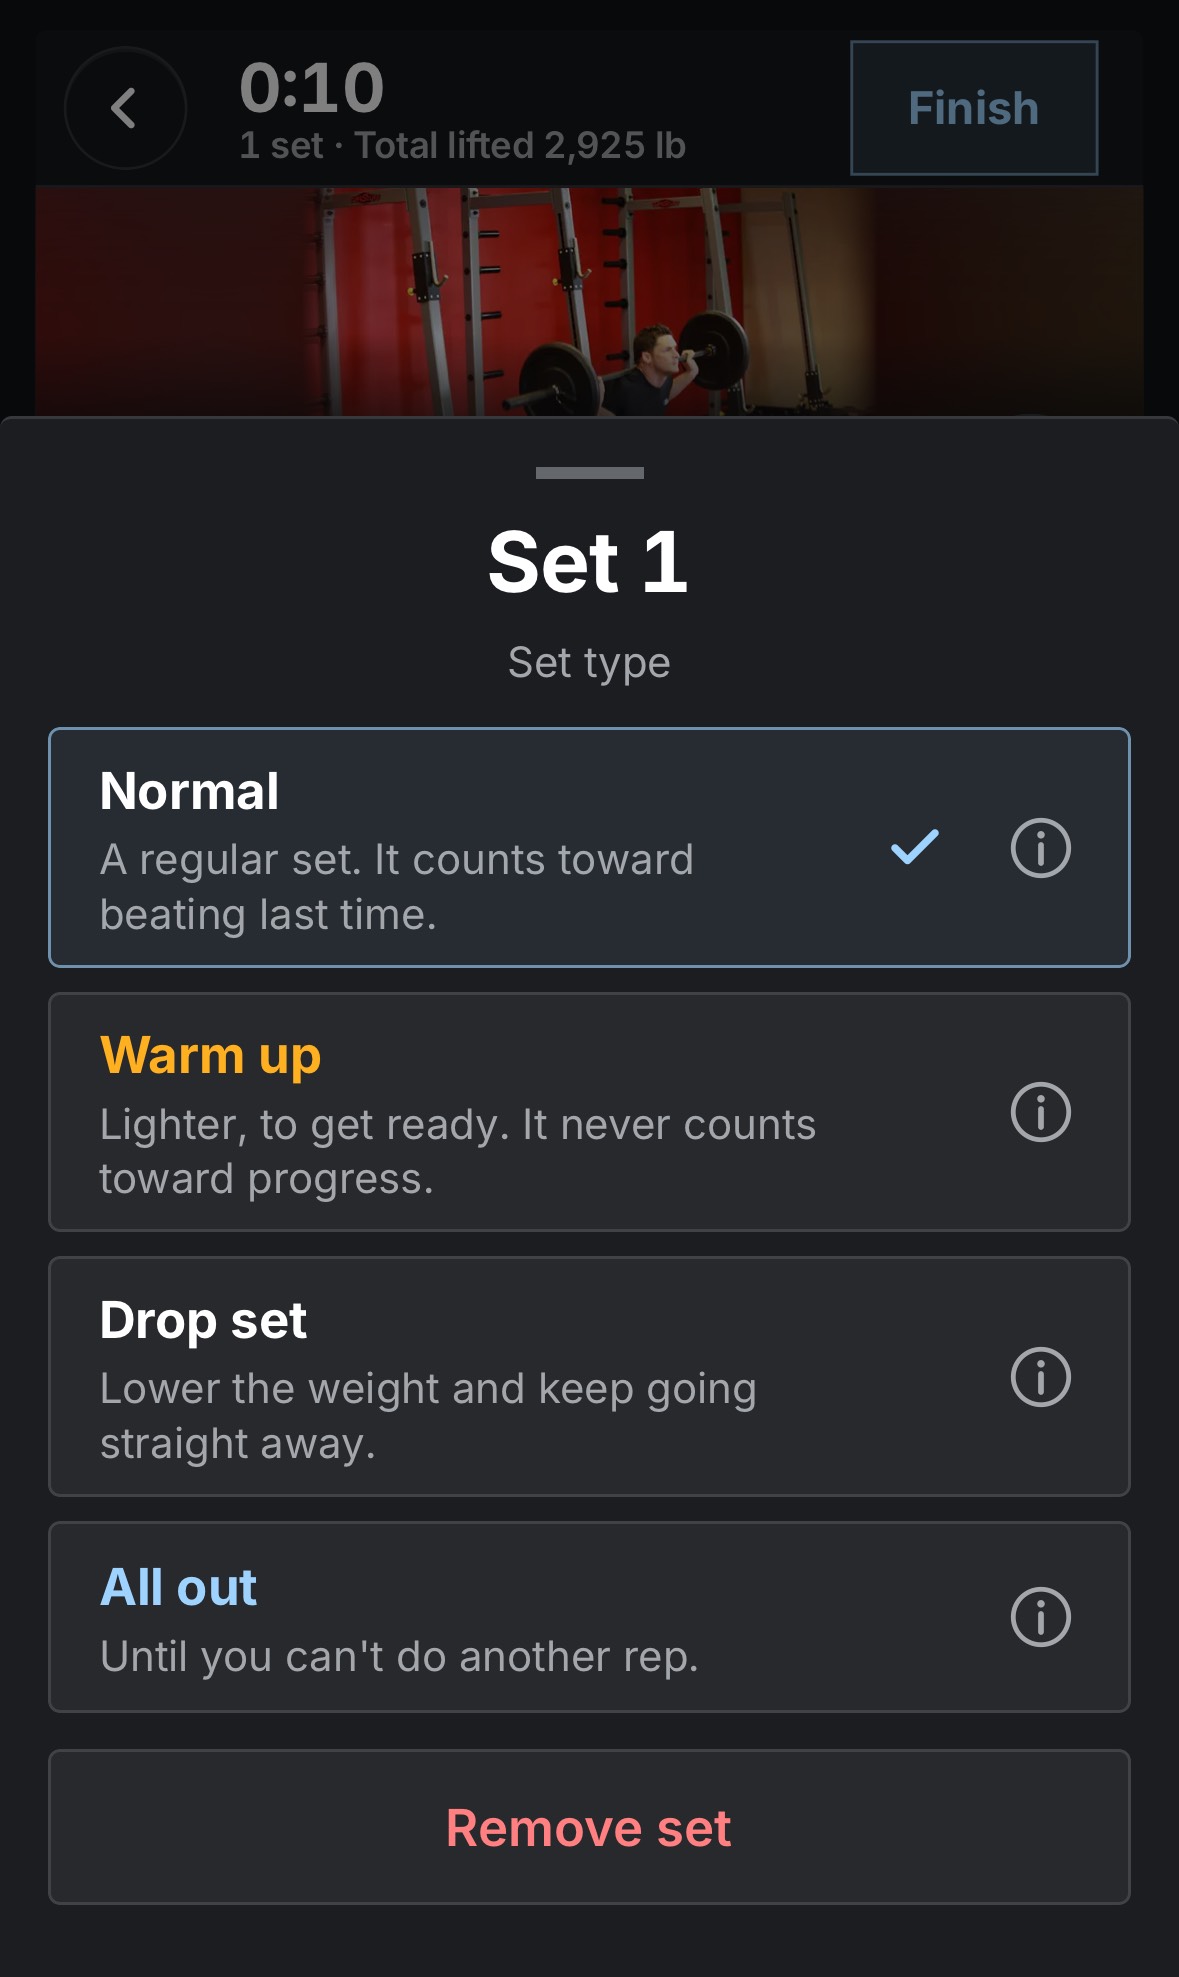 0:10
1 set · Total lifted 2,925 lb
Finish
Set 1
Set type
Normal
A regular set. It counts toward
beating last time.
Warm up
Lighter, to get ready. It never counts
toward progress.
Drop set
Lower the weight and keep going
straight away.
All out
Until you can't do another rep.
Remove set